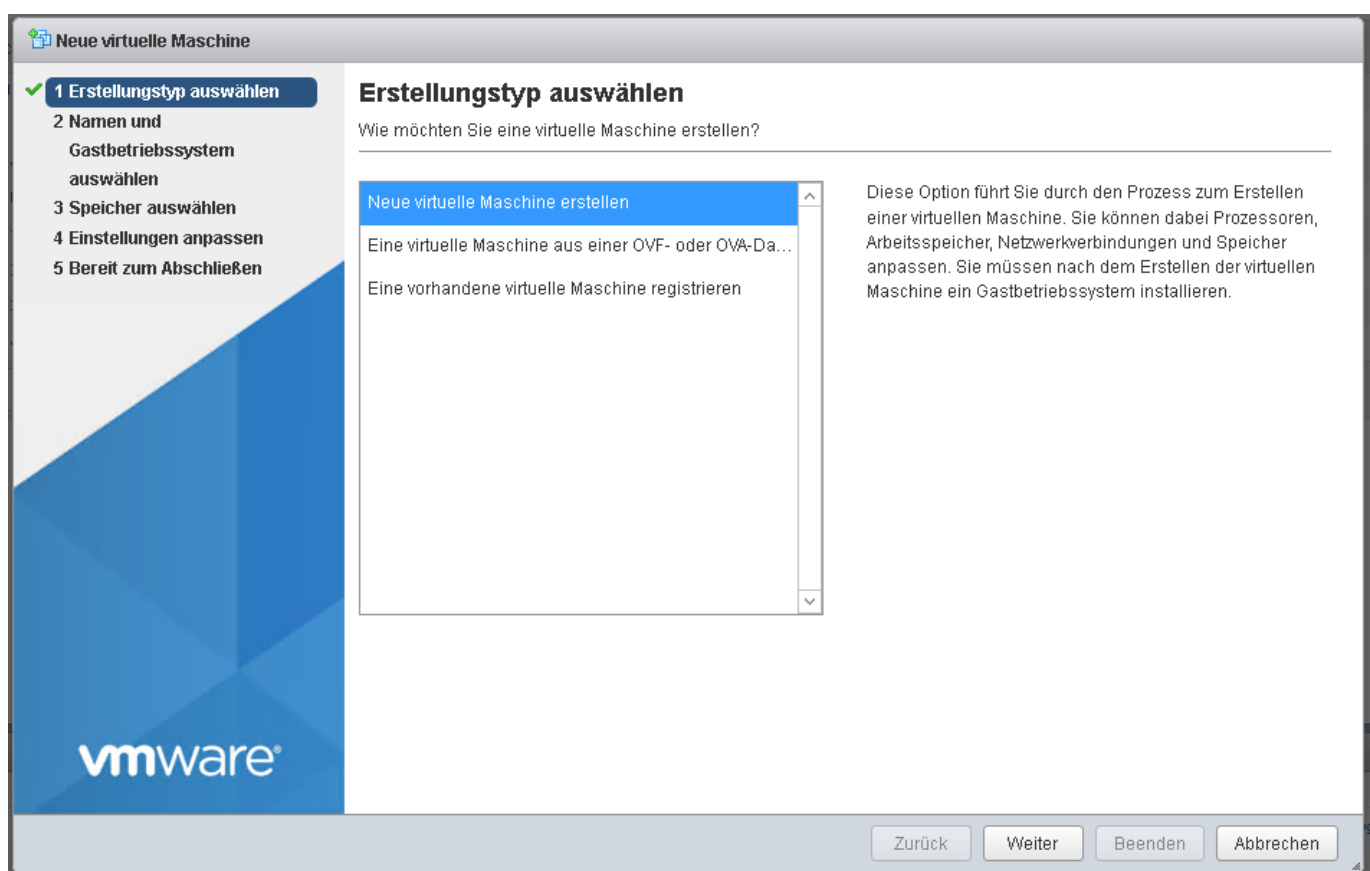 Neue virtuelle Maschine
1 Erstellungstyp auswählen
2 Namen und
Gastbetriebssystem
auswählen
3 Speicher auswählen
4 Einstellungen anpassen
5 Bereit zum Abschließen
vmware®
Erstellungstyp auswählen
Wie möchten Sie eine virtuelle Maschine erstellen?
Neue virtuelle Maschine erstellen
Eine virtuelle Maschine aus einer OVF- oder OVA-Da...
Eine vorhandene virtuelle Maschine registrieren
Diese Option führt Sie durch den Prozess zum Erstellen
einer virtuellen Maschine. Sie können dabei Prozessoren,
Arbeitsspeicher, Netzwerkverbindungen und Speicher
anpassen. Sie müssen nach dem Erstellen der virtuellen
Maschine ein Gastbetriebssystem installieren.
Zurück Weiter Beenden Abbrechen